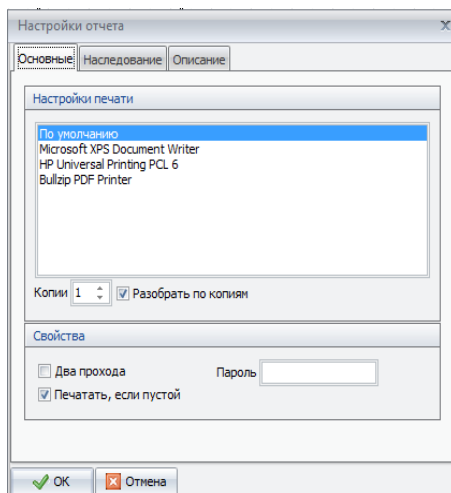 Настройки отчета
Основные Наследование Описание
Настройки печати
По умолчанию
Microsoft XPS Document Writer
HP Universal Printing PCL 6
Bullzip PDF Printer
Копии 1 Разобрать по копиям
Свойства
Два прохода Пароль
Печатать, если пустой
OK Отмена